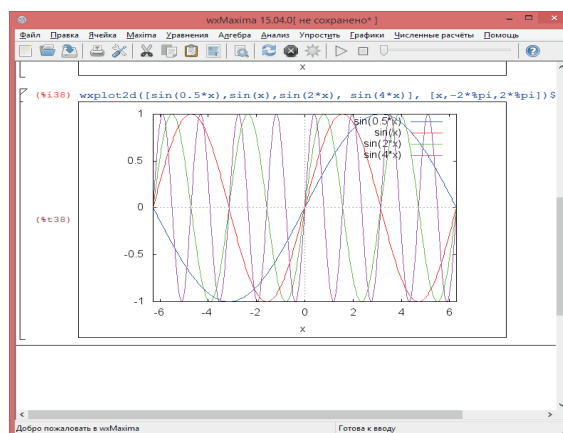 wxMaxima 15.04.0[ не сохранено* ]
Файл Правка Ячейка Maxima Уравнения Алгебра Анализ Упростить Графики Численные расчёты Помощь
x
(%i38) wxplot2d([sin(0.5*x),sin(x),sin(2*x), sin(4*x)], [x,-2*%pi,2*%pi])$
(%t38)
sin(0.5*x)
sin(x)
sin(2*x)
sin(4*x)
1
0.5
0
-0.5
-1
-6 -4 -2 0 2 4 6
x
Добро пожаловать в wxMaxima Готова к вводу